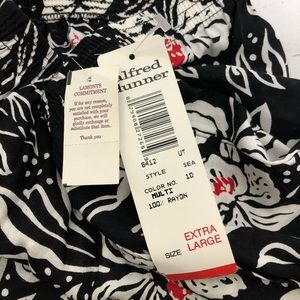 LAMONTS
COMMITMENT
If for any reason,
you are not completely
satisfied with this
purchase, we will
gladly exchange or
substitute that item.
Thank you.
alfred
dunner
6412 UT
STYLE SEA
COLOR NO. 10
MULTI
100% RAYON
SIZE EXTRA
LARGE